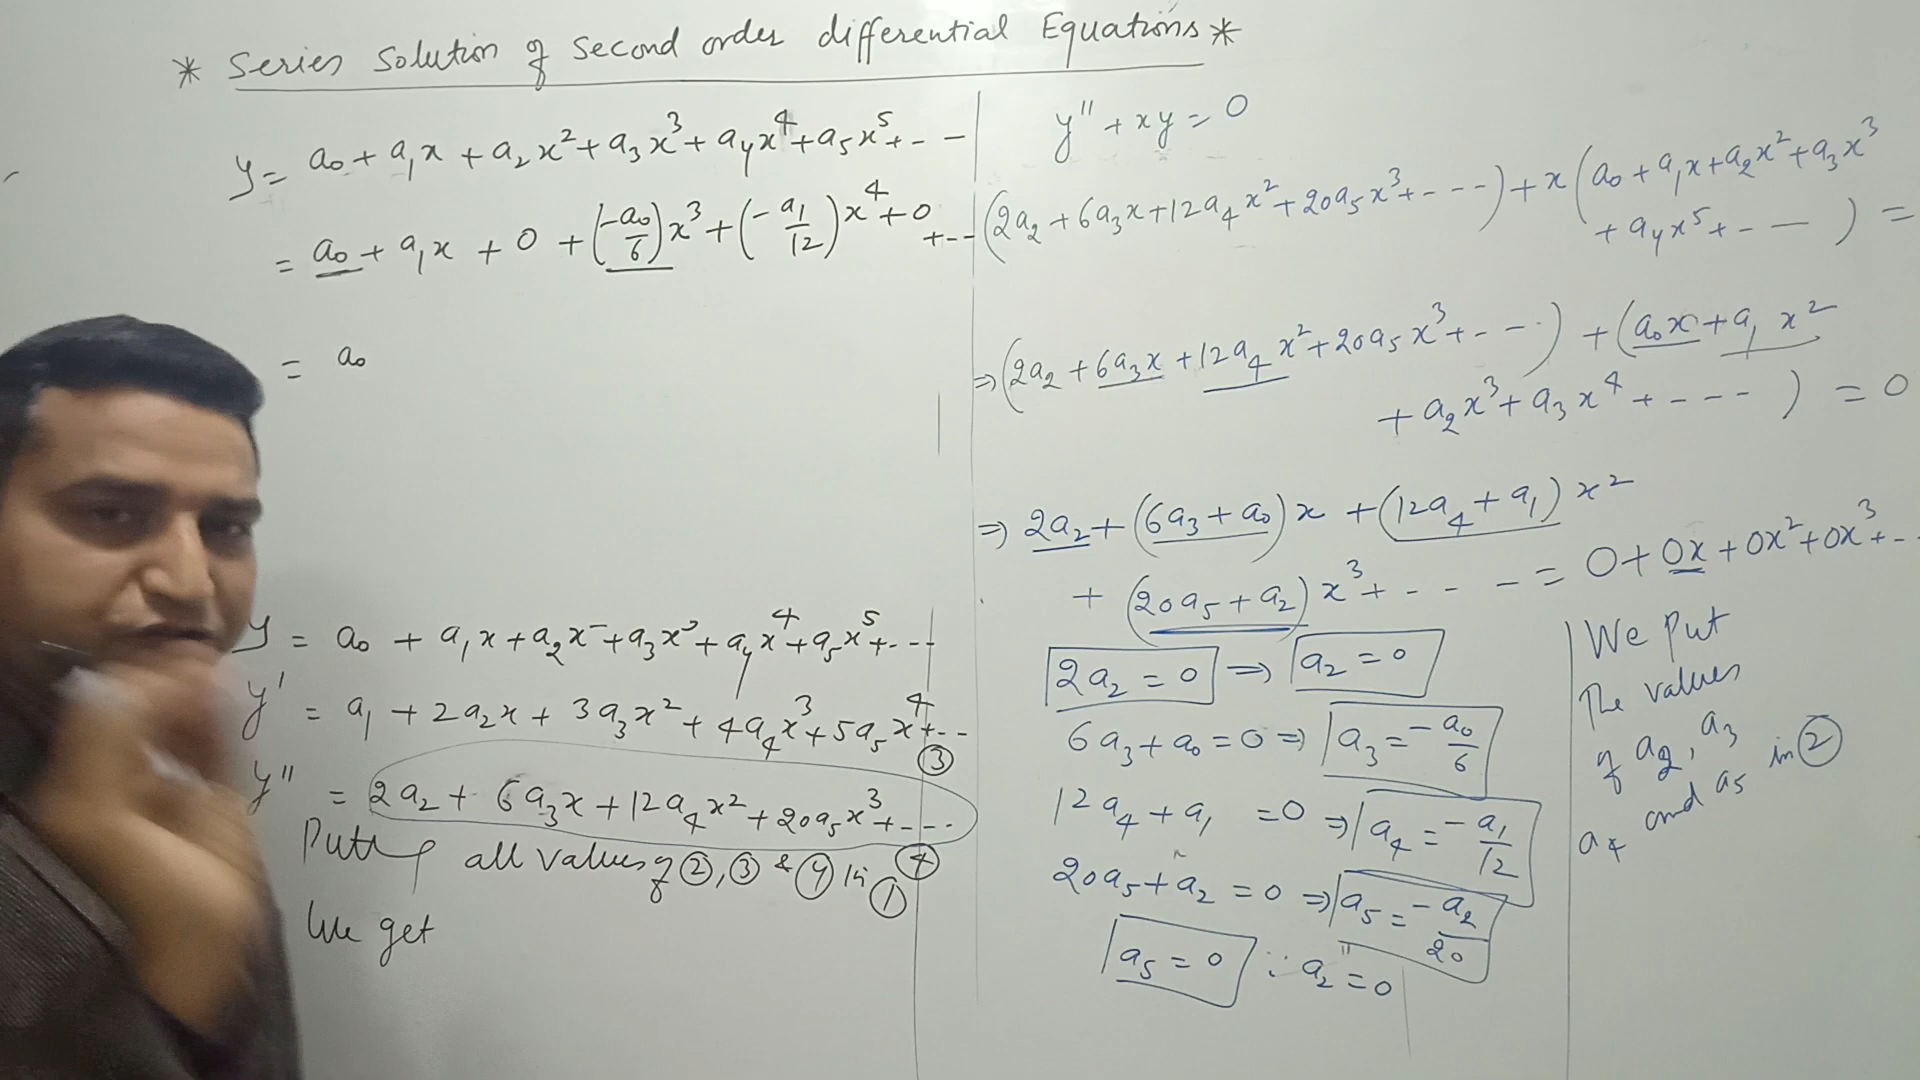 * Series Solution of Second order differential Equations *
y = a₀ + a₁x + a₂x² + a₃x³ + a₄x⁴ + a₅x⁵ + - - -
= a₀ + a₁x + 0 + (-a₀/6)x³ + (-a₁/12)x⁴ + 0 + - -
= a₀
y = a₀ + a₁x + a₂x² + a₃x³ + a₄x⁴ + a₅x⁵ + - - -
y' = a₁ + 2a₂x + 3a₃x² + 4a₄x³ + 5a₅x⁴ + - - ③
y'' = 2a₂ + 6a₃x + 12a₄x² + 20a₅x³ + - - - ④
Putting all values of ②, ③ & ④ in ①
We get
y'' + xy = 0
(2a₂ + 6a₃x + 12a₄x² + 20a₅x³ + - - - -) + x(a₀ + a₁x + a₂x² + a₃x³
+ a₄x⁵ + - - - ) =
⇒ (2a₂ + 6a₃x + 12a₄x² + 20a₅x³ + - - -) + (a₀x + a₁x²
+ a₂x³ + a₃x⁴ + - - - ) = 0
⇒ 2a₂ + (6a₃ + a₀)x + (12a₄ + a₁)x²
+ (20a₅ + a₂)x³ + - - - - = 0 + 0x + 0x² + 0x³ + - -
2a₂ = 0 ⇒ a₂ = 0
6a₃ + a₀ = 0 ⇒ a₃ = -a₀/6
12a₄ + a₁ = 0 ⇒ a₄ = -a₁/12
20a₅ + a₂ = 0 ⇒ a₅ = -a₂/20
a₅ = 0 ∵ a₂ = 0
We Put
The values
of a₂, a₃
a₄ and a₅ in ②